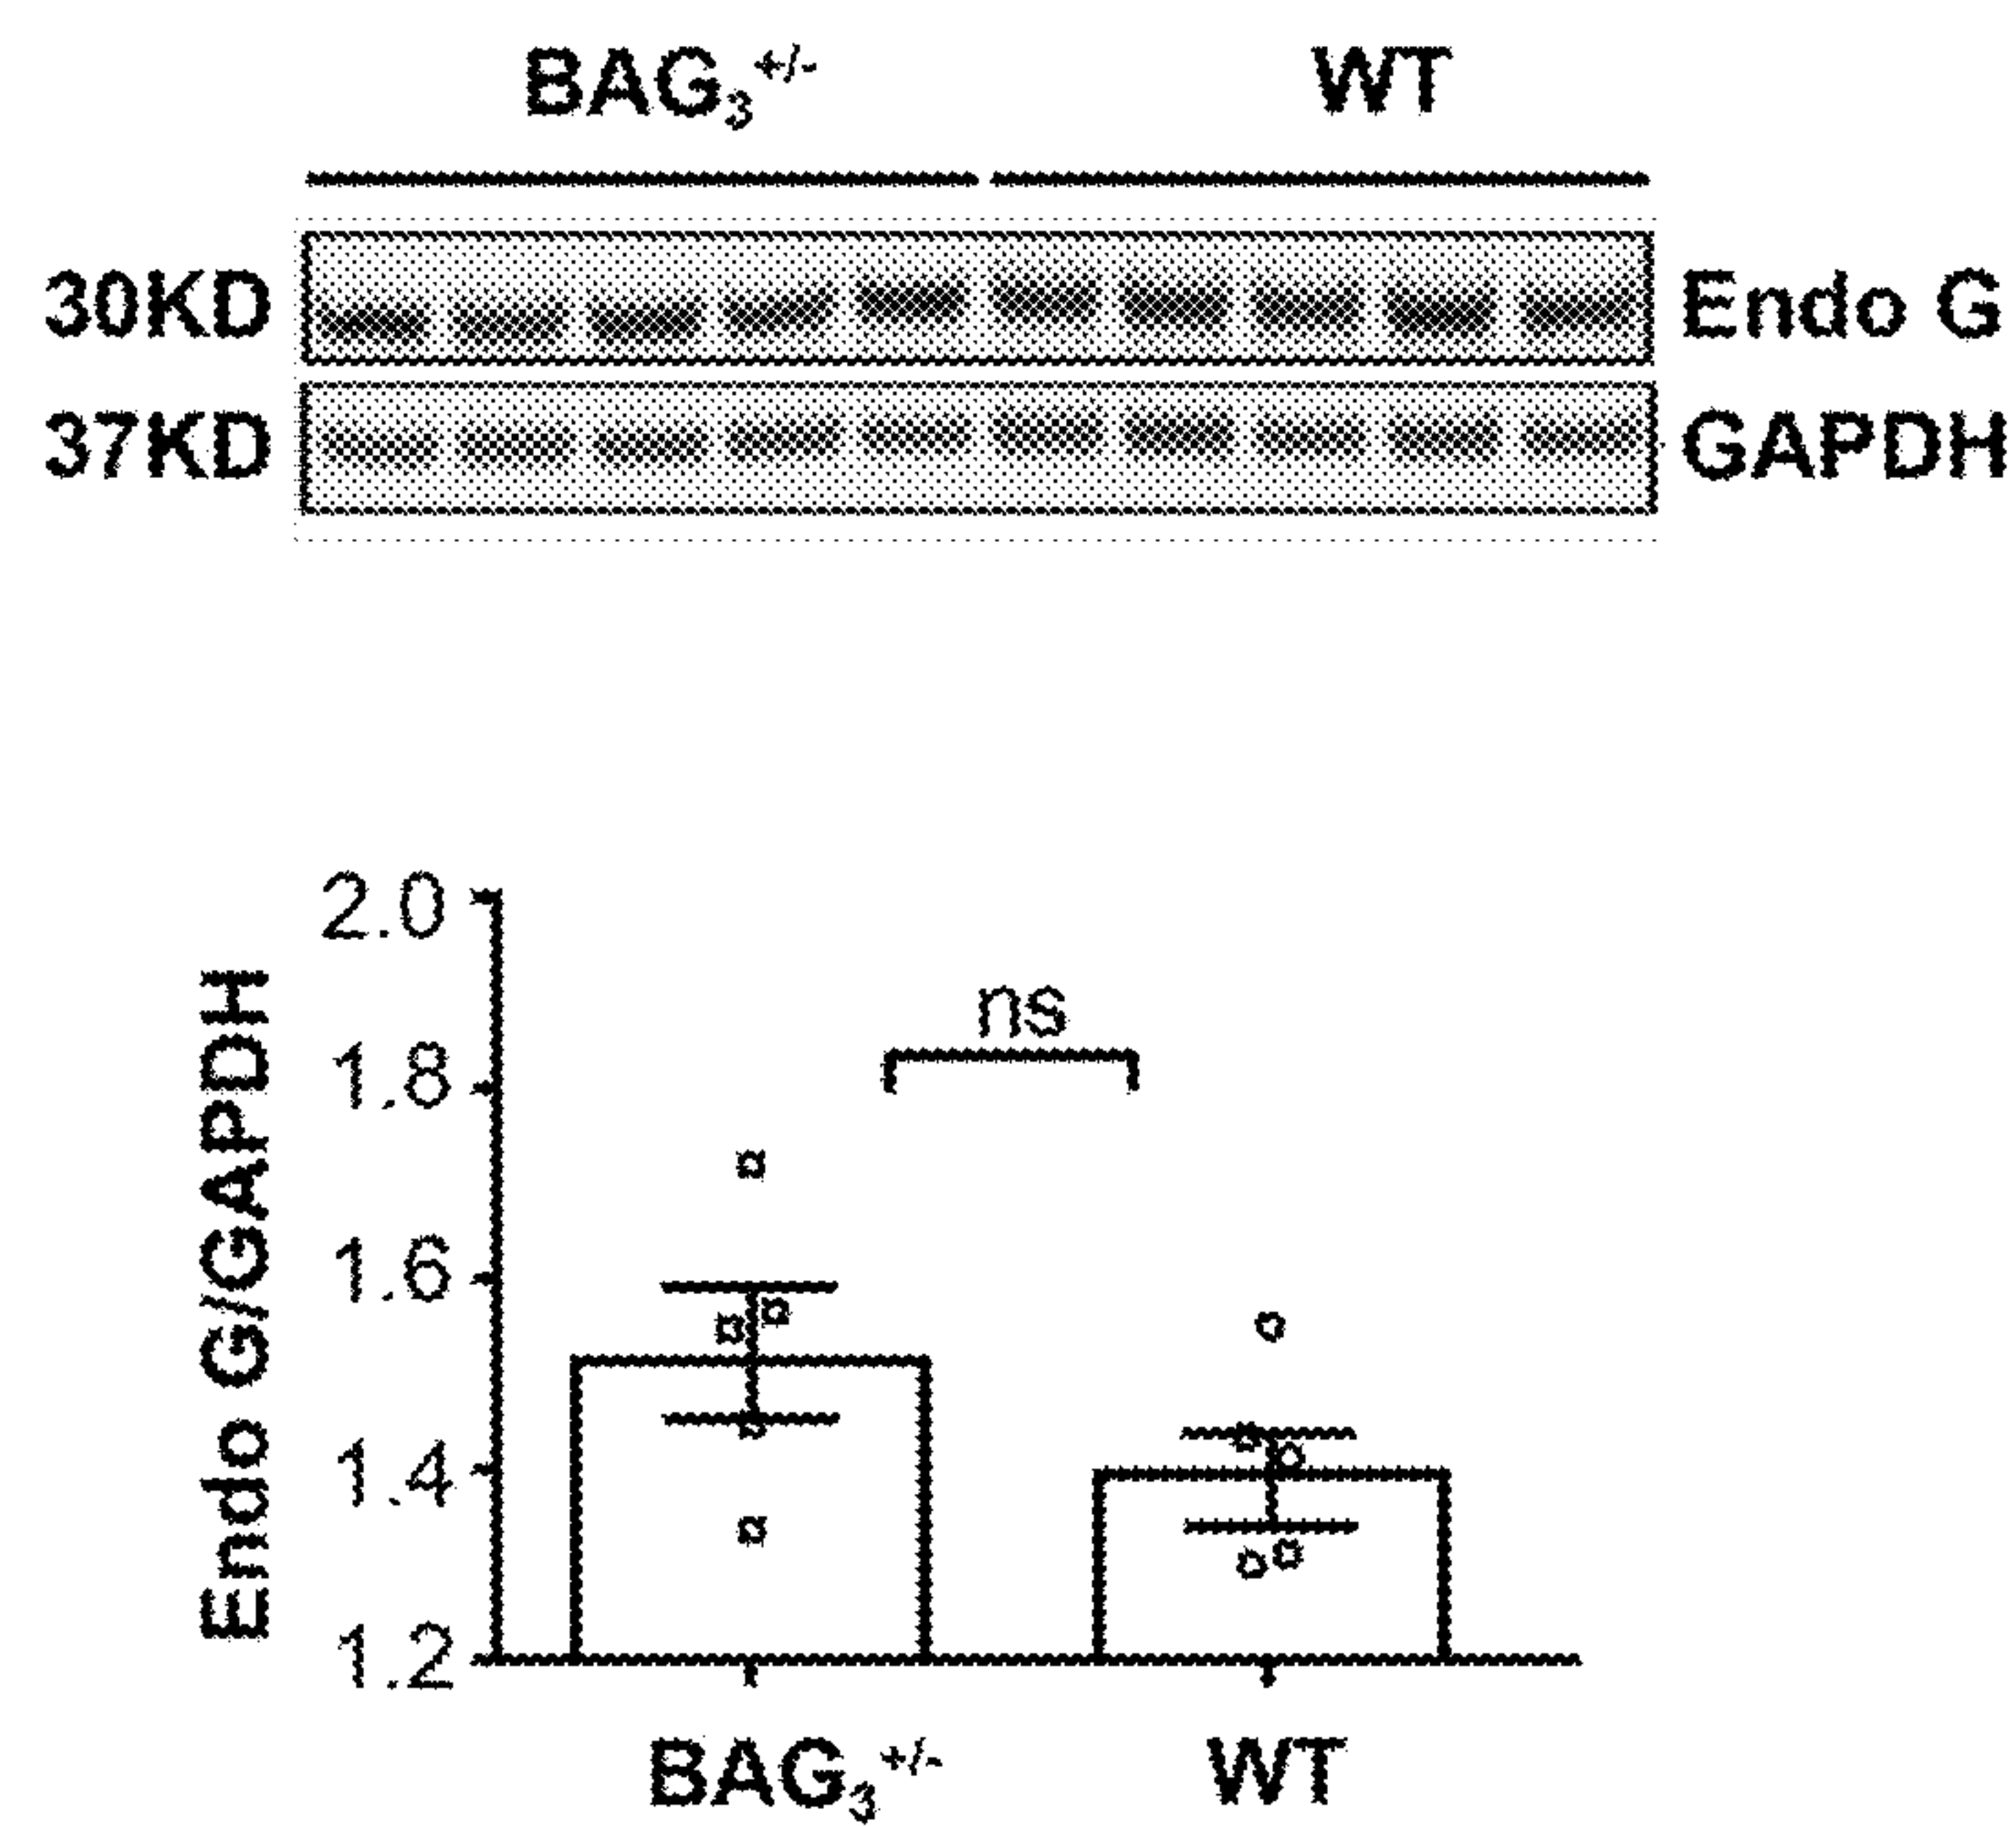 BAG3+/- WT
30KD Endo G
37KD GAPDH
Endo G/GAPDH
2.0
1.8
1.6
1.4
1.2
ns
BAG3+/- WT